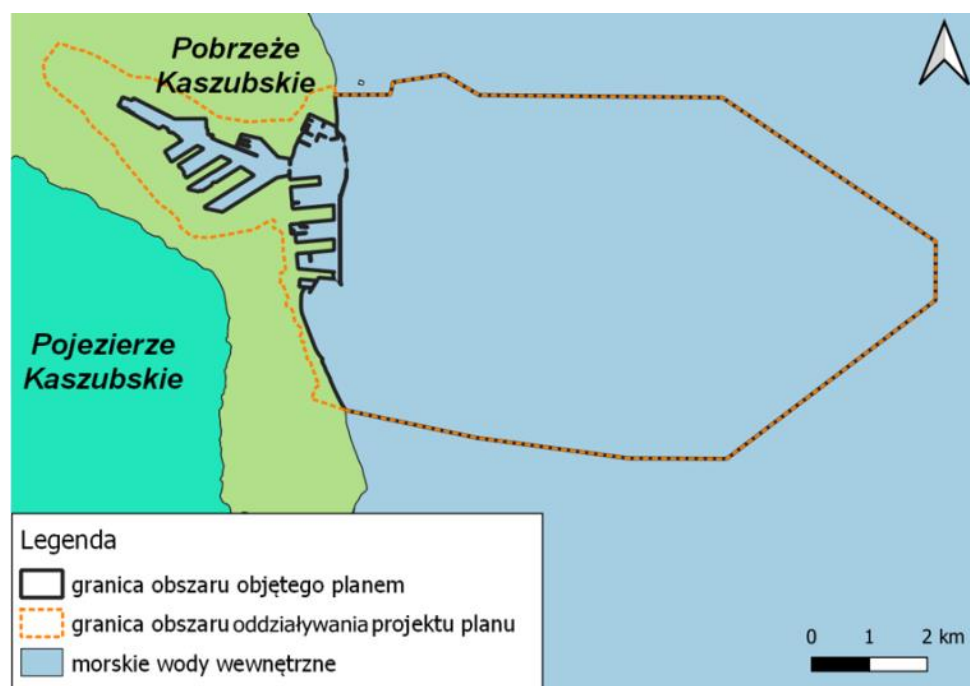 Pobrzeże
Kaszubskie
Pojezierze
Kaszubskie
Legenda
granica obszaru objętego planem
granica obszaru oddziaływania projektu planu
morskie wody wewnętrzne
0 1 2 km